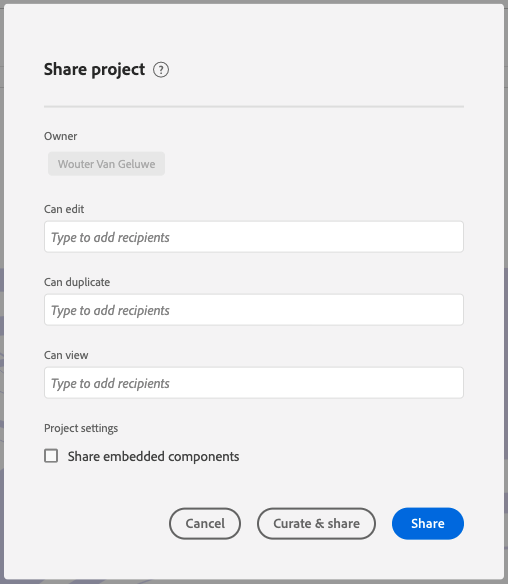 Share project ?
Owner
Wouter Van Geluwe
Can edit
Type to add recipients
Can duplicate
Type to add recipients
Can view
Type to add recipients
Project settings
Share embedded components
Cancel Curate & share Share